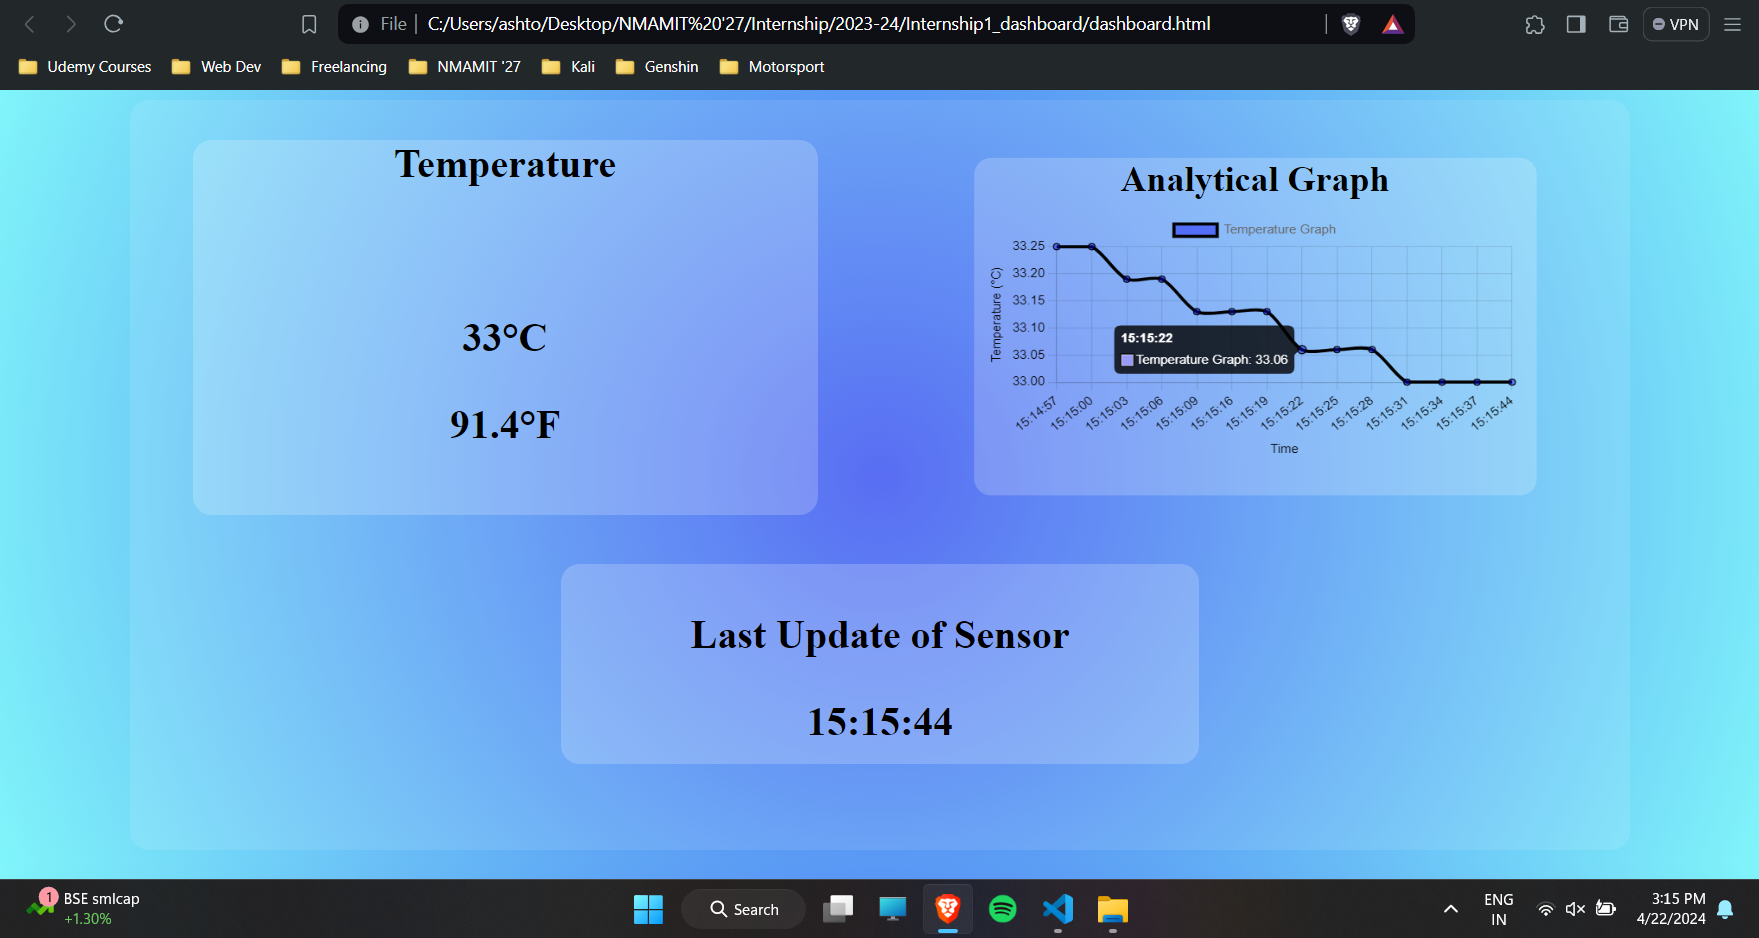 File
C:/Users/ashto/Desktop/NMAMIT%20'27/Internship/2023-24/Internship1_dashboard/dashboard.html
VPN
Udemy Courses
Web Dev
Freelancing
NMAMIT '27
Kali
Genshin
Motorsport
Temperature
33°C
91.4°F
Analytical Graph
Temperature Graph
Temperature (°C)
33.25
33.20
33.15
33.10
33.05
33.00
15:15:22
Temperature Graph: 33.06
15:14:57
15:15:00
15:15:03
15:15:06
15:15:09
15:15:16
15:15:19
15:15:22
15:15:25
15:15:28
15:15:31
15:15:34
15:15:37
15:15:44
Time
Last Update of Sensor
15:15:44
1
BSE smlcap
+1.30%
Search
ENG
IN
3:15 PM
4/22/2024